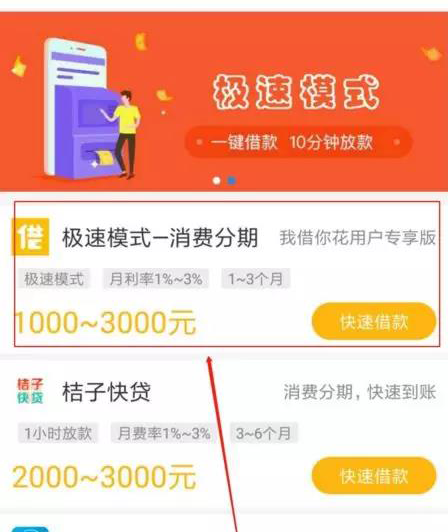 极速模式
一键借款 10分钟放款
借 极速模式-消费分期 我借你花用户专享版
极速模式 月利率1%~3% 1~3个月
1000~3000元 快速借款
桔子快贷 桔子快贷 消费分期，快速到账
1小时放款 月费率1%~3% 3~6个月
2000~3000元 快速借款